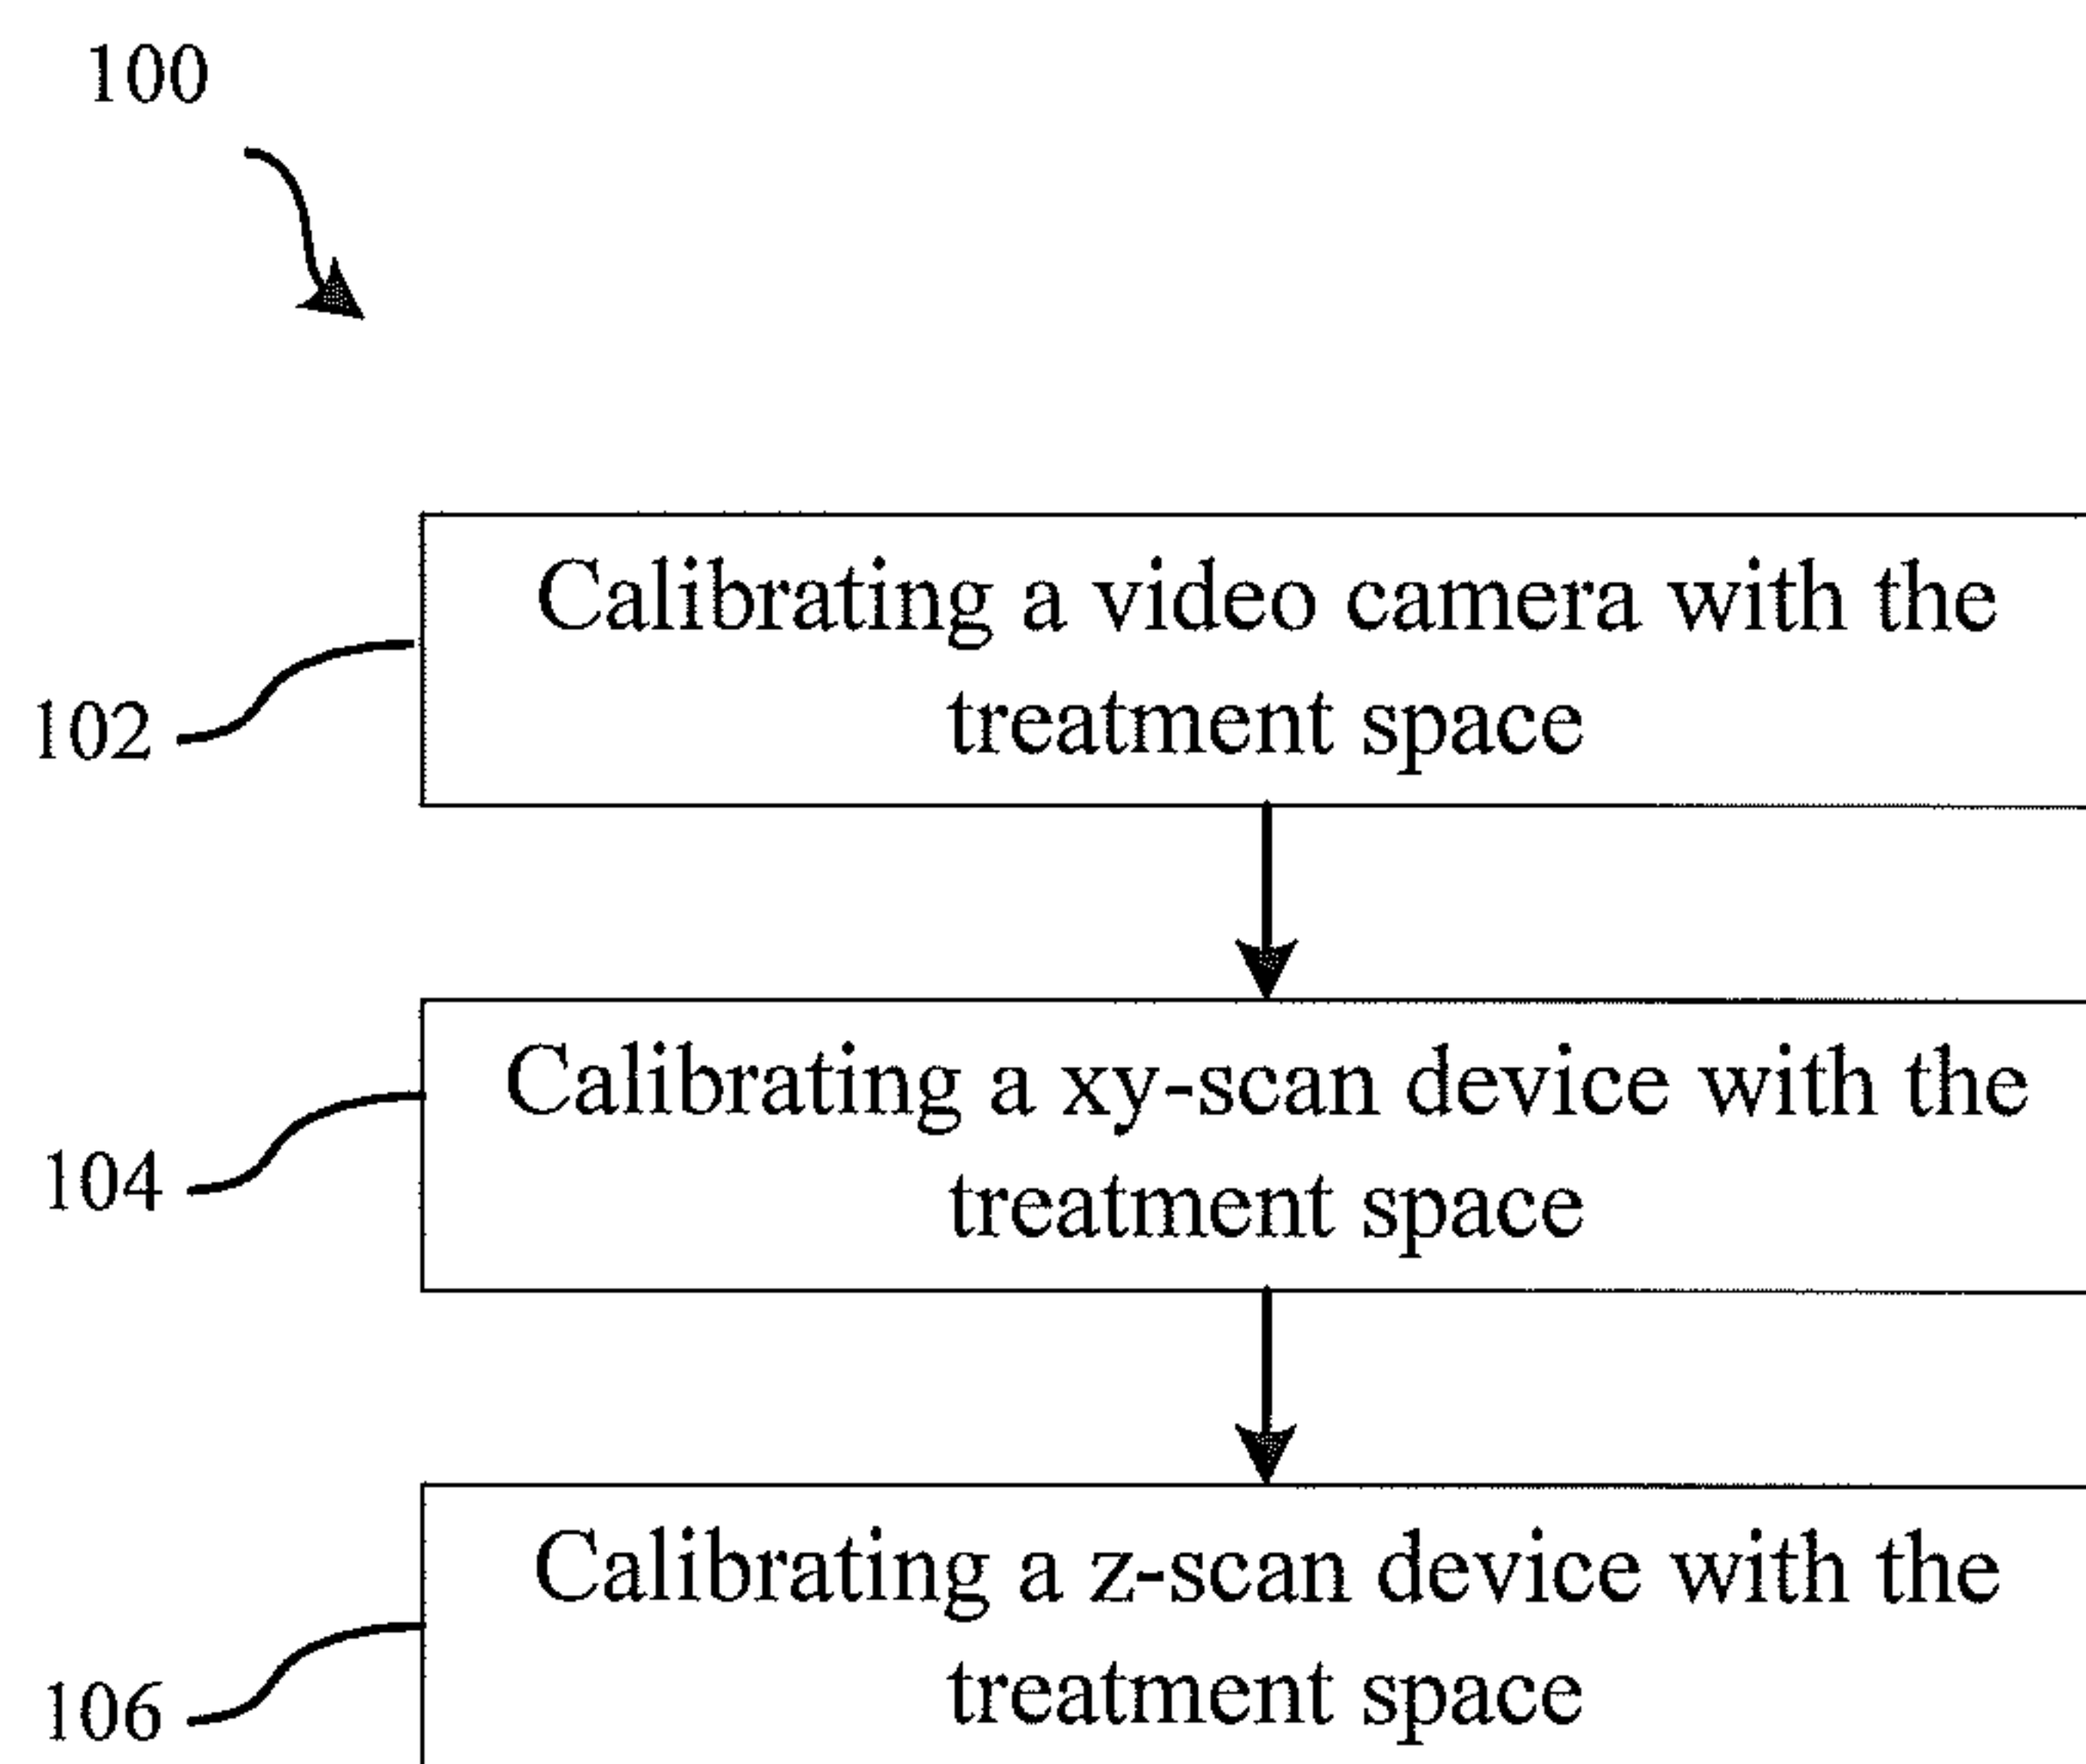 100
Calibrating a video camera with the
treatment space
102
Calibrating a xy-scan device with the
treatment space
104
Calibrating a z-scan device with the
treatment space
106